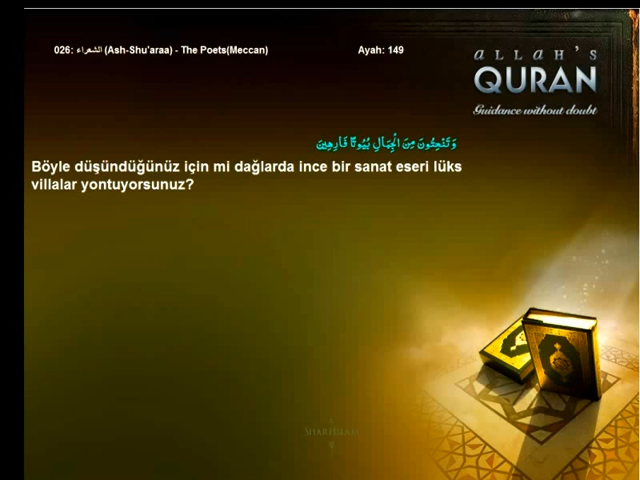 026: الشعراء (Ash-Shu'araa) - The Poets(Meccan) Ayah: 149
ALLAH'S
QURAN
Guidance without doubt
وَتَنْحِتُونَ مِنَ الْجِبَالِ بُيُوتًا فَارِهِينَ
Böyle düşündüğünüz için mi dağlarda ince bir sanat eseri lüks
villalar yontuyorsunuz?